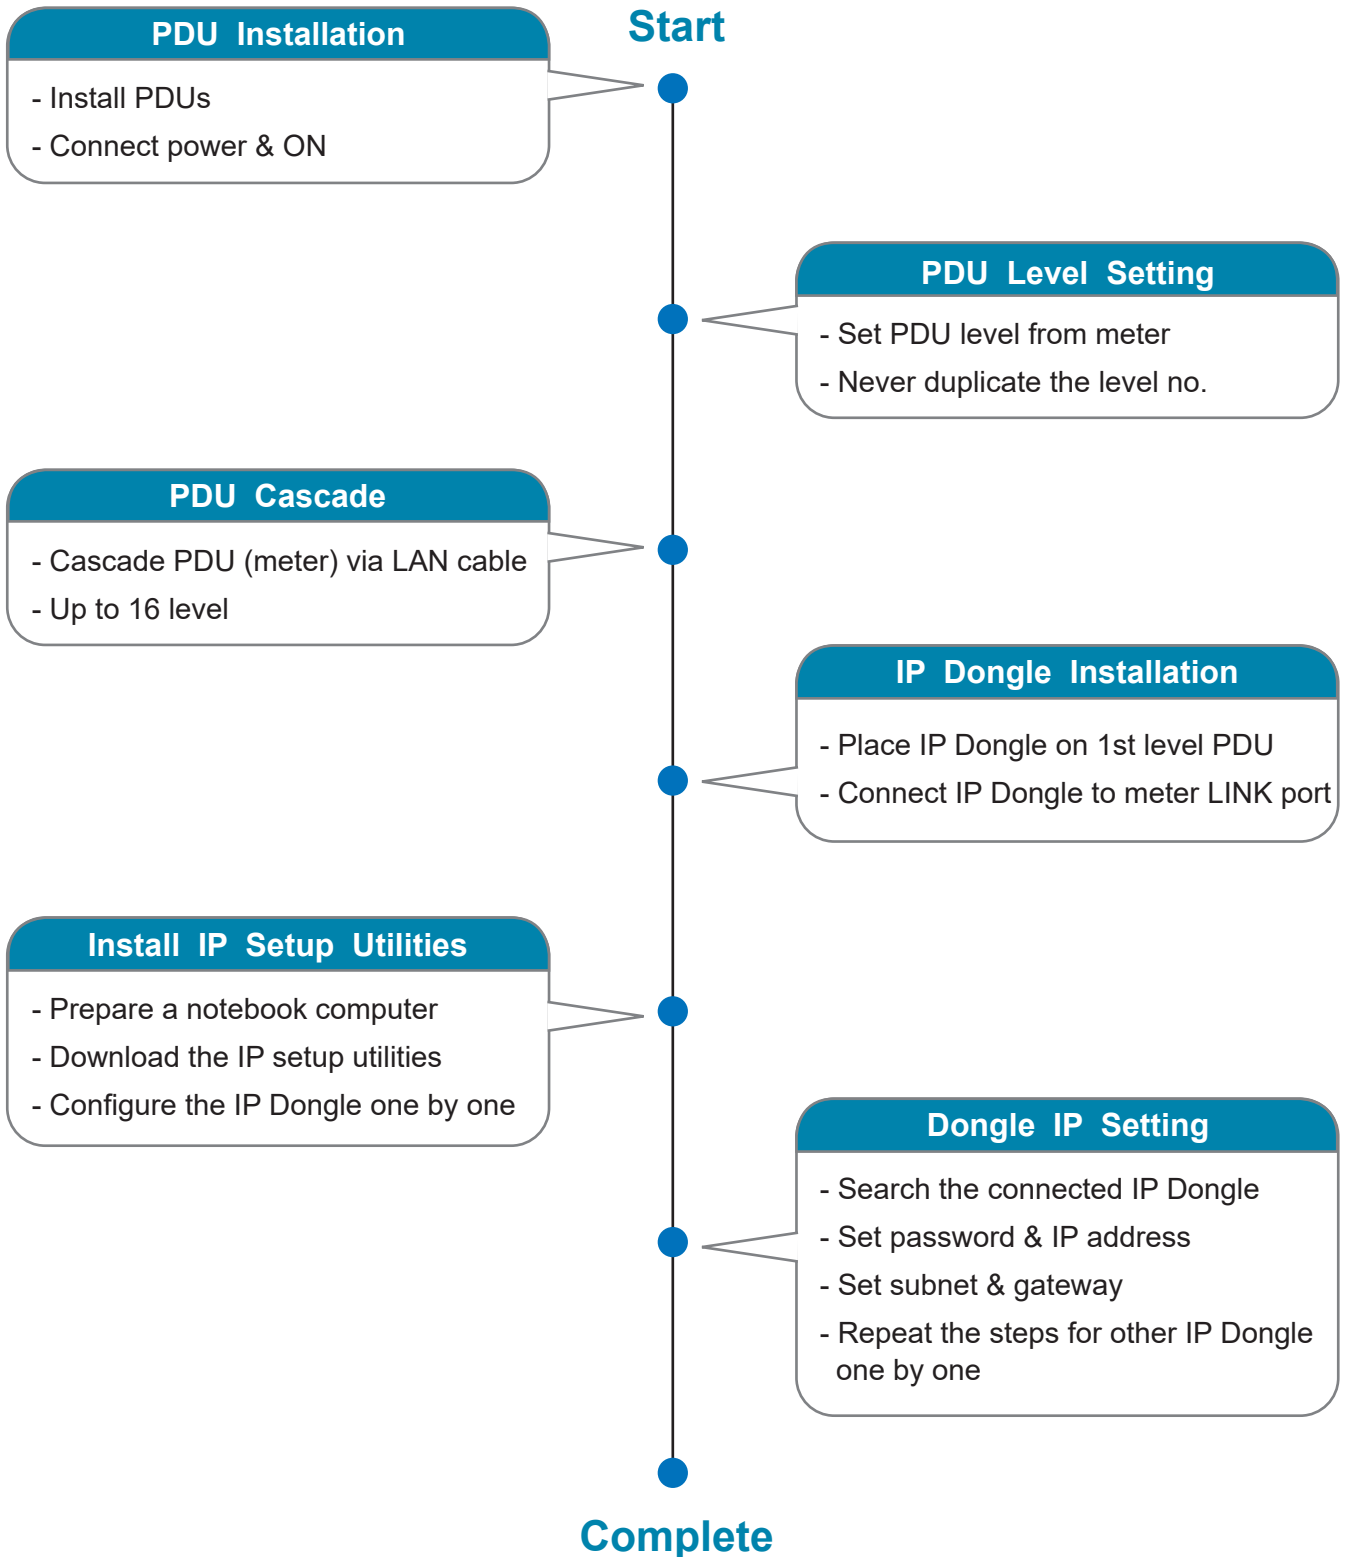 Start
PDU Installation
- Install PDUs
- Connect power & ON
PDU Level Setting
- Set PDU level from meter
- Never duplicate the level no.
PDU Cascade
- Cascade PDU (meter) via LAN cable
- Up to 16 level
IP Dongle Installation
- Place IP Dongle on 1st level PDU
- Connect IP Dongle to meter LINK port
Install IP Setup Utilities
- Prepare a notebook computer
- Download the IP setup utilities
- Configure the IP Dongle one by one
Dongle IP Setting
- Search the connected IP Dongle
- Set password & IP address
- Set subnet & gateway
- Repeat the steps for other IP Dongle
one by one
Complete